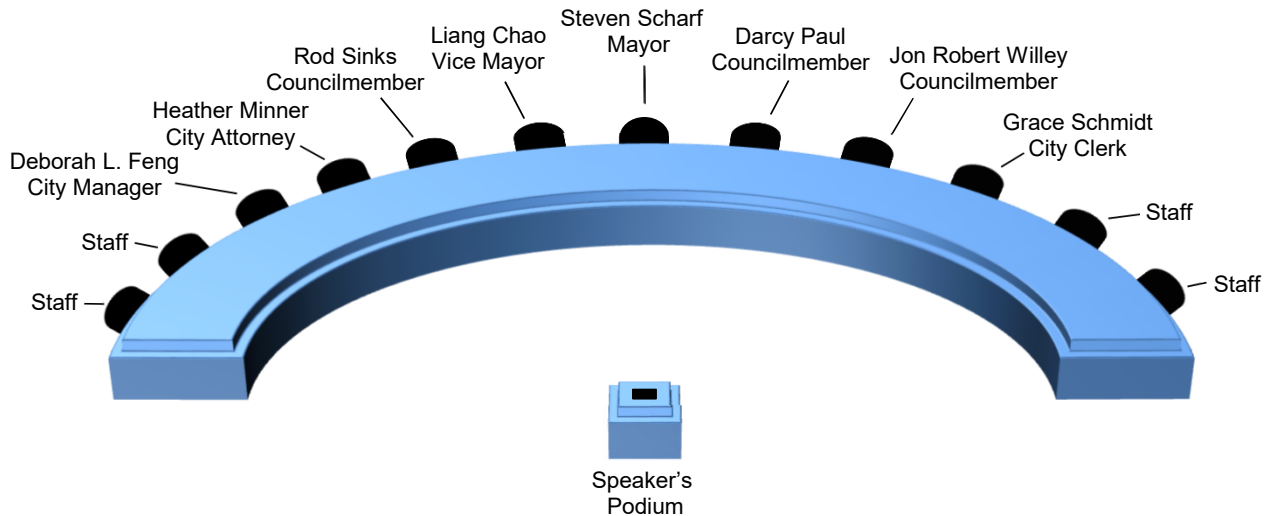 Steven Scharf
Mayor
Liang Chao
Vice Mayor
Darcy Paul
Councilmember
Rod Sinks
Councilmember
Jon Robert Willey
Councilmember
Heather Minner
City Attorney
Grace Schmidt
City Clerk
Deborah L. Feng
City Manager
Staff
Staff
Staff
Staff
Speaker’s
Podium